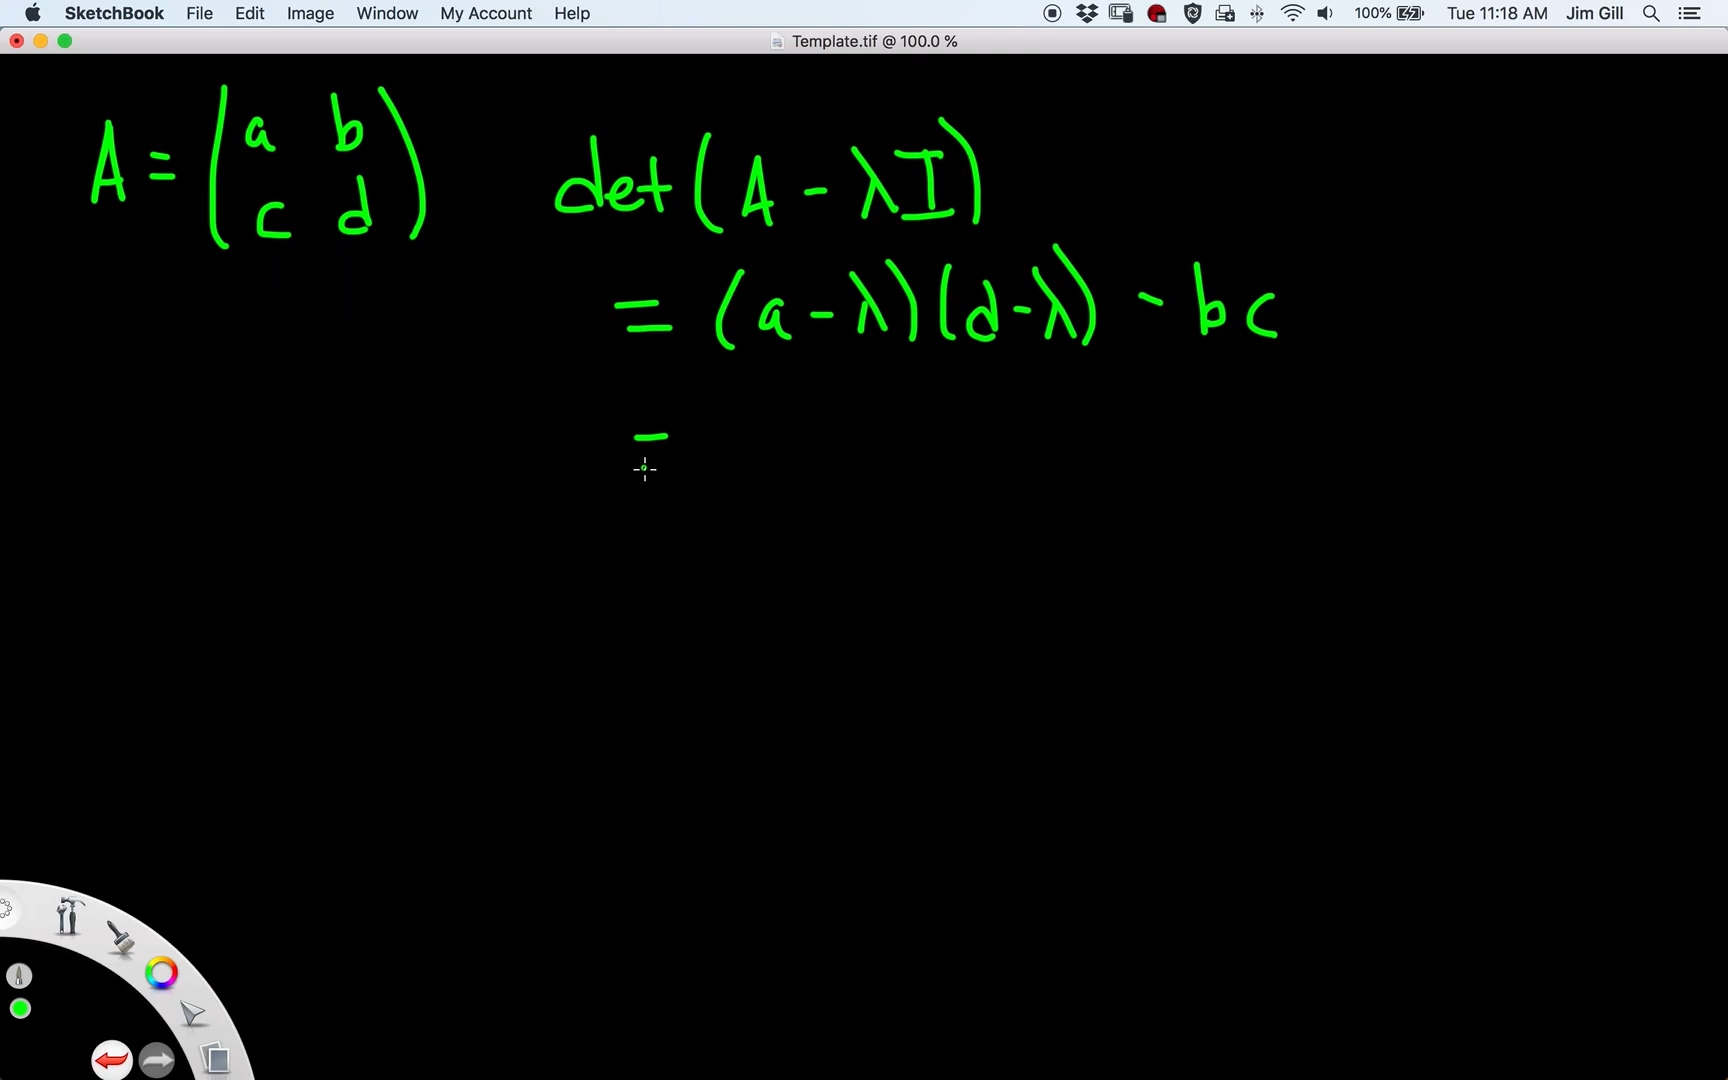 SketchBook File Edit Image Window My Account Help 100% Tue 11:18 AM Jim Gill
Template.tif @ 100.0 %
A = ( a b
c d )
det(A - λI)
= (a-λ)(d-λ) - bc
-